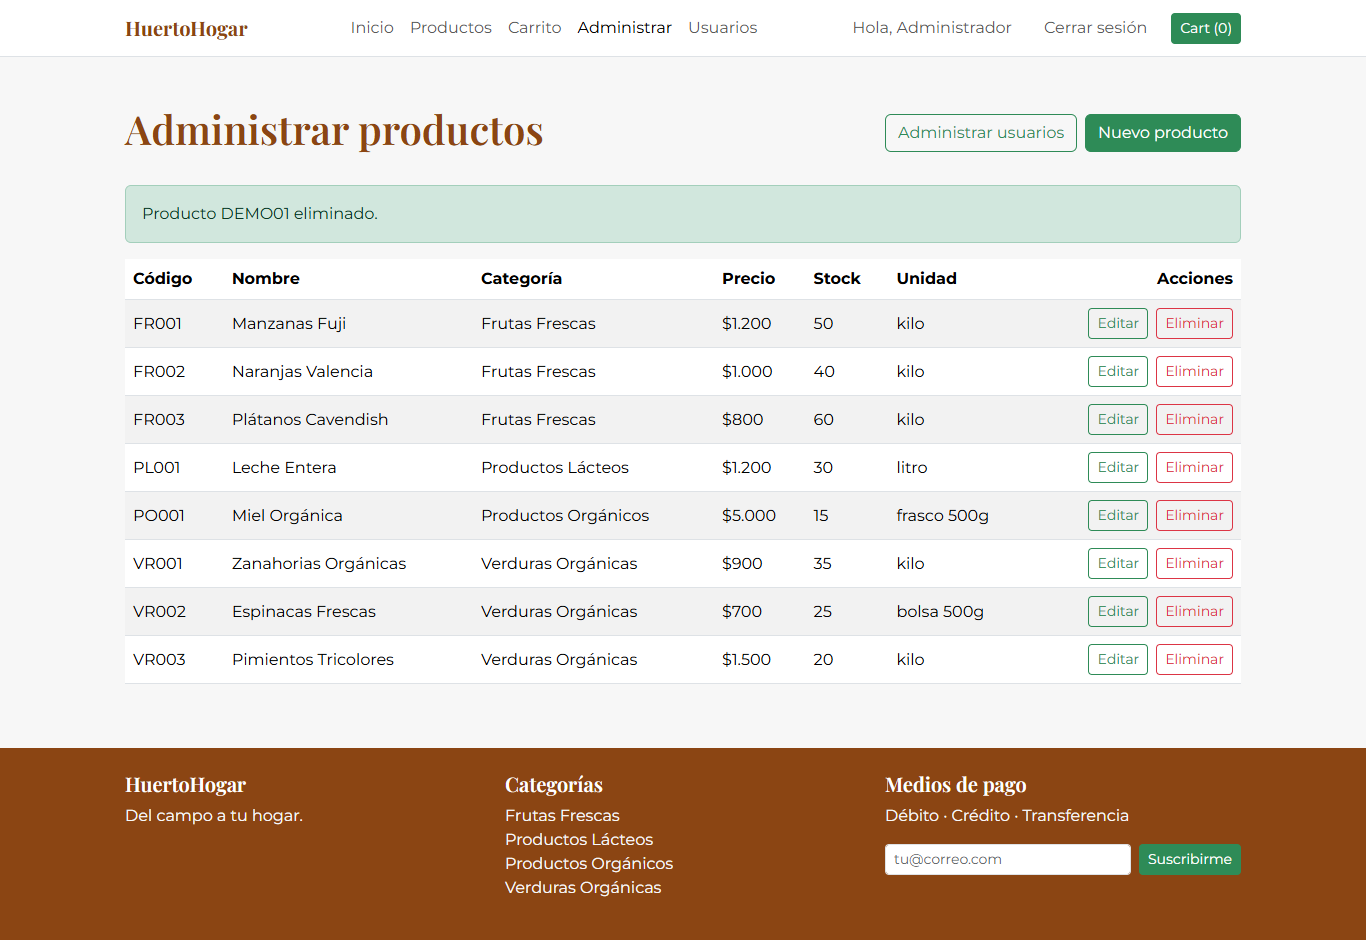 HuertoHogar Inicio Productos Carrito Administrar Usuarios Hola, Administrador Cerrar sesión Cart (0)
Administrar productos Administrar usuarios Nuevo producto
Producto DEMO01 eliminado.
Código Nombre Categoría Precio Stock Unidad Acciones
FR001 Manzanas Fuji Frutas Frescas $1.200 50 kilo Editar Eliminar
FR002 Naranjas Valencia Frutas Frescas $1.000 40 kilo Editar Eliminar
FR003 Plátanos Cavendish Frutas Frescas $800 60 kilo Editar Eliminar
PL001 Leche Entera Productos Lácteos $1.200 30 litro Editar Eliminar
PO001 Miel Orgánica Productos Orgánicos $5.000 15 frasco 500g Editar Eliminar
VR001 Zanahorias Orgánicas Verduras Orgánicas $900 35 kilo Editar Eliminar
VR002 Espinacas Frescas Verduras Orgánicas $700 25 bolsa 500g Editar Eliminar
VR003 Pimientos Tricolores Verduras Orgánicas $1.500 20 kilo Editar Eliminar
HuertoHogar
Del campo a tu hogar.
Categorías
Frutas Frescas
Productos Lácteos
Productos Orgánicos
Verduras Orgánicas
Medios de pago
Débito · Crédito · Transferencia
tu@correo.com Suscribirme